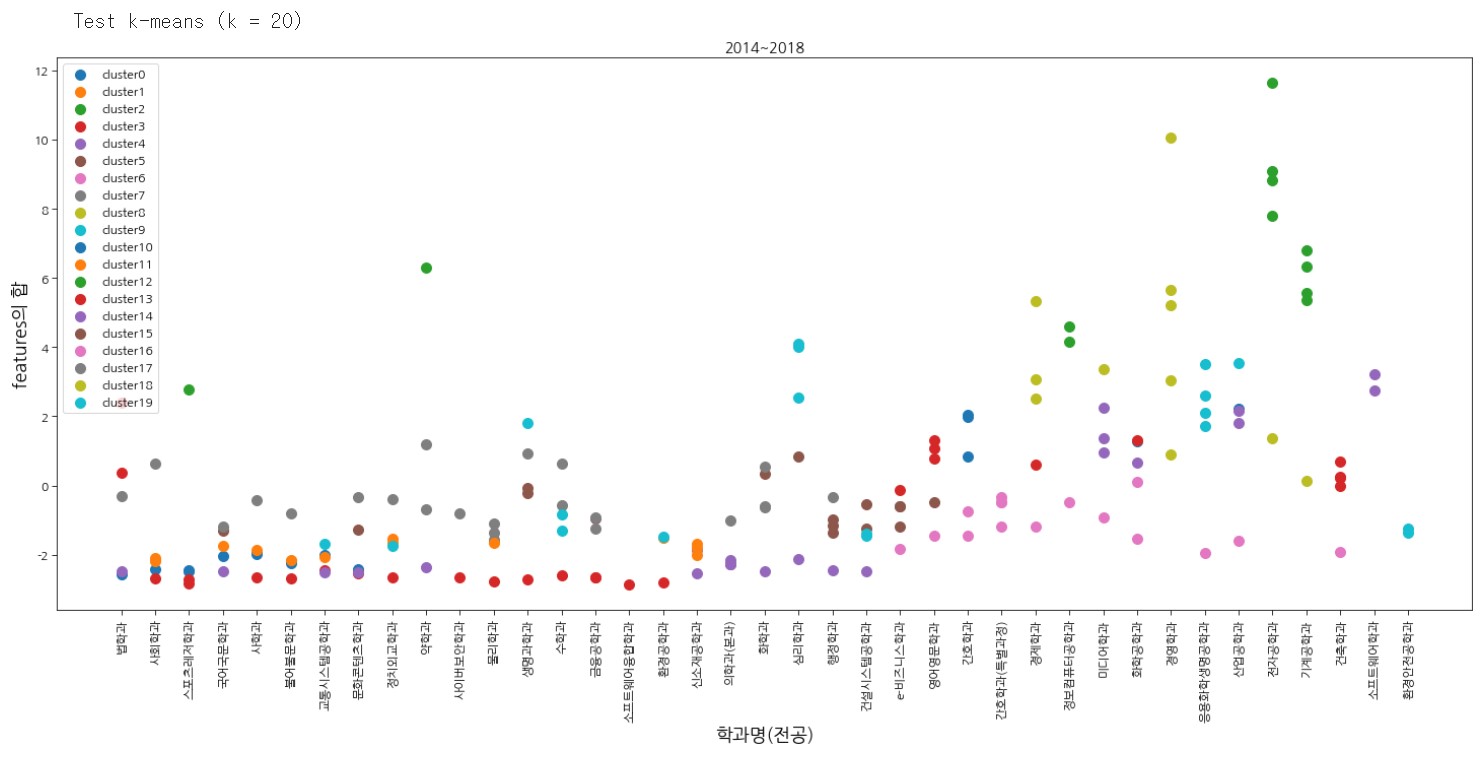 Test k-means (k = 20)
2014~2018
12
10
8
6
4
2
0
-2
features의 합
cluster0
cluster1
cluster2
cluster3
cluster4
cluster5
cluster6
cluster7
cluster8
cluster9
cluster10
cluster11
cluster12
cluster13
cluster14
cluster15
cluster16
cluster17
cluster18
cluster19
법학과
사회학과
스포츠레저학과
국어국문학과
사학과
불어불문학과
교통시스템공학과
문화콘텐츠학과
정치외교학과
약학과
사이버보안학과
물리학과
생명과학과
수학과
금융공학과
소프트웨어융합학과
환경공학과
신소재공학과
의학과(본과)
화학과
심리학과
행정학과
건설시스템공학과
e-비즈니스학과
영어영문학과
간호학과
간호학과(특별과정)
경제학과
정보컴퓨터공학과
미디어학과
화학공학과
경영학과
응용화학생명공학과
산업공학과
전자공학과
기계공학과
건축학과
소프트웨어학과
환경안전공학과
학과명(전공)